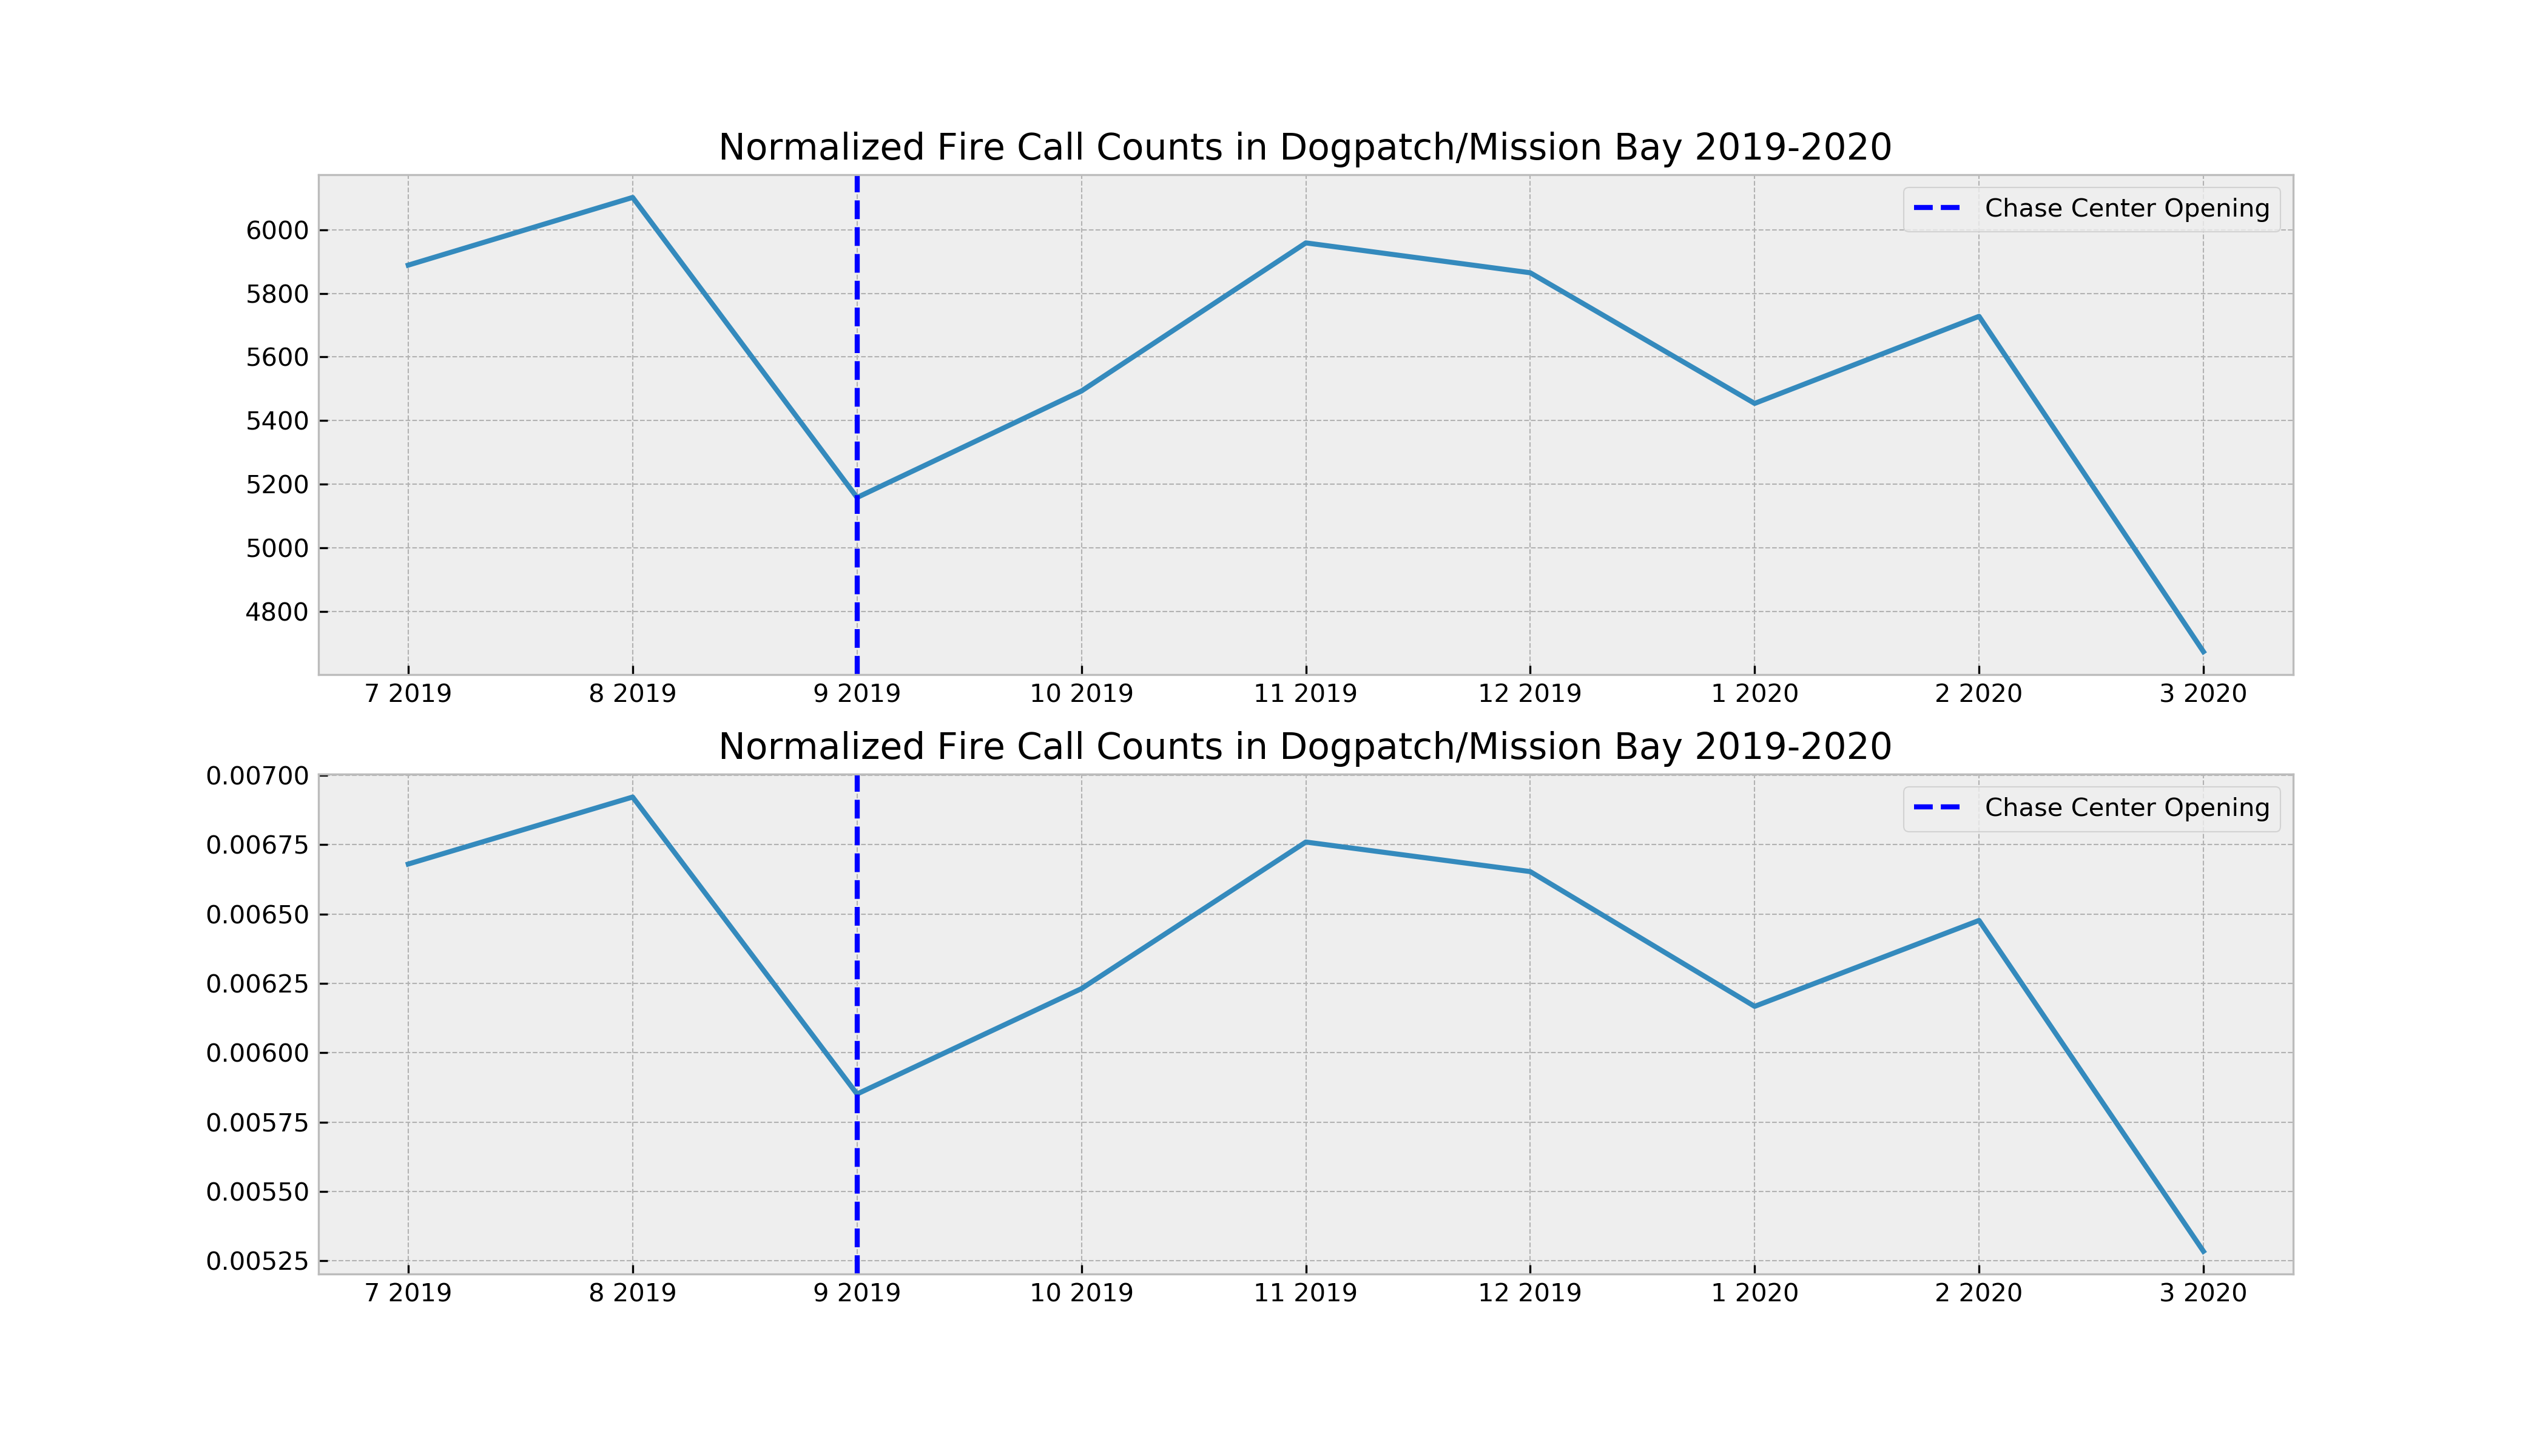 Normalized Fire Call Counts in Dogpatch/Mission Bay 2019-2020
Chase Center Opening
6000
5800
5600
5400
5200
5000
4800
7 2019 8 2019 9 2019 10 2019 11 2019 12 2019 1 2020 2 2020 3 2020
Normalized Fire Call Counts in Dogpatch/Mission Bay 2019-2020
Chase Center Opening
0.00700
0.00675
0.00650
0.00625
0.00600
0.00575
0.00550
0.00525
7 2019 8 2019 9 2019 10 2019 11 2019 12 2019 1 2020 2 2020 3 2020